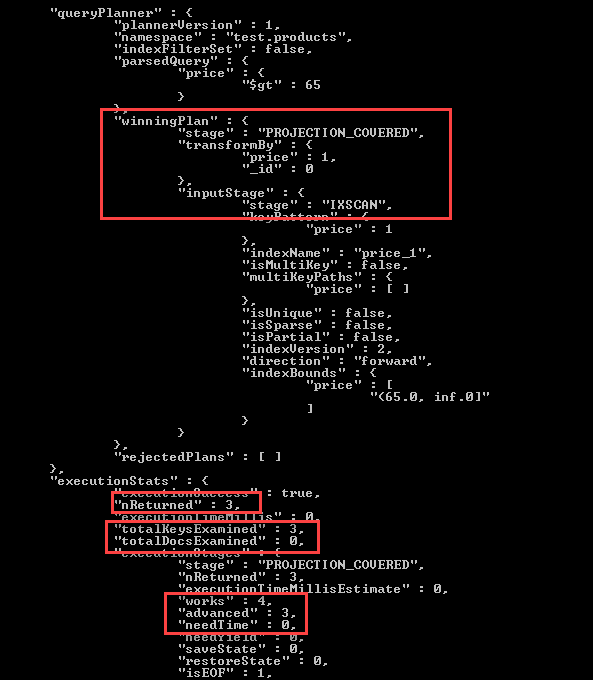 "queryPlanner" : {
"plannerVersion" : 1,
"namespace" : "test.products",
"indexFilterSet" : false,
"parsedQuery" : {
"price" : {
"$gt" : 65
}
},
"winningPlan" : {
"stage" : "PROJECTION_COVERED",
"transformBy" : {
"price" : 1,
"_id" : 0
},
"inputStage" : {
"stage" : "IXSCAN",
"keyPattern" : {
"price" : 1
},
"indexName" : "price_1",
"isMultiKey" : false,
"multiKeyPaths" : {
"price" : [ ]
},
"isUnique" : false,
"isSparse" : false,
"isPartial" : false,
"indexVersion" : 2,
"direction" : "forward",
"indexBounds" : {
"price" : [
"(65.0, inf.0]"
]
}
}
},
"rejectedPlans" : [ ]
},
"executionStats" : {
"executionSuccess" : true,
"nReturned" : 3,
"executionTimeMillis" : 0,
"totalKeysExamined" : 3,
"totalDocsExamined" : 0,
"executionStages" : {
"stage" : "PROJECTION_COVERED",
"nReturned" : 3,
"executionTimeMillisEstimate" : 0,
"works" : 4,
"advanced" : 3,
"needTime" : 0,
"needYield" : 0,
"saveState" : 0,
"restoreState" : 0,
"isEOF" : 1,